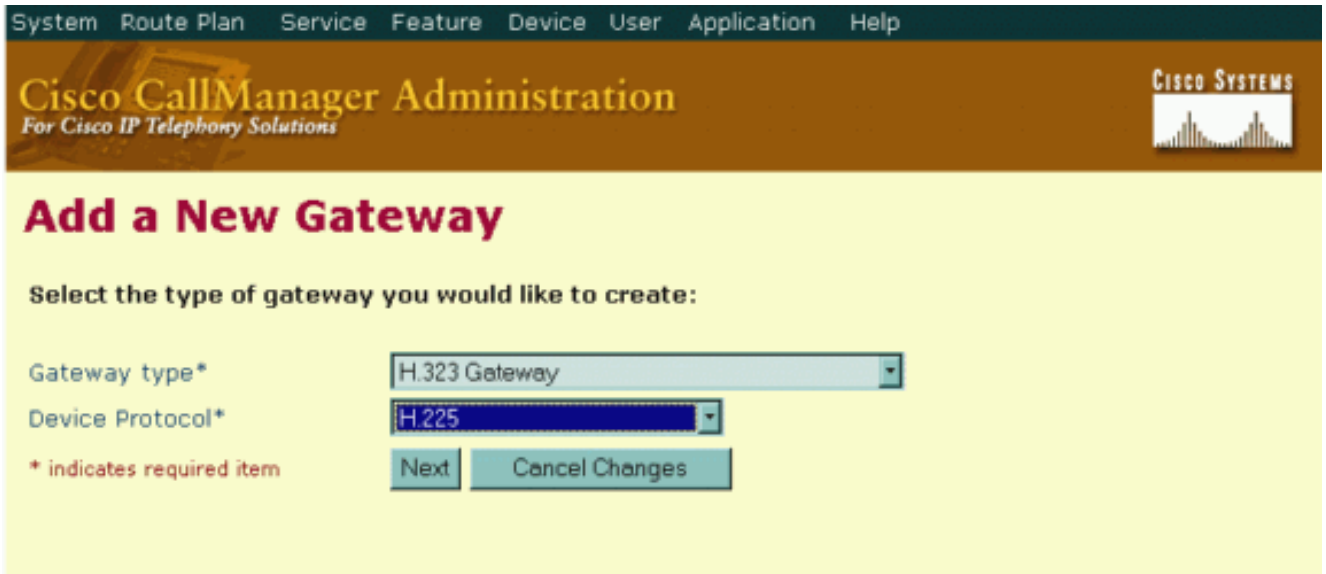 System Route Plan Service Feature Device User Application Help
Cisco CallManager Administration
For Cisco IP Telephony Solutions
CISCO SYSTEMS
Add a New Gateway
Select the type of gateway you would like to create:
Gateway type* H.323 Gateway
Device Protocol* H.225
* indicates required item Next Cancel Changes